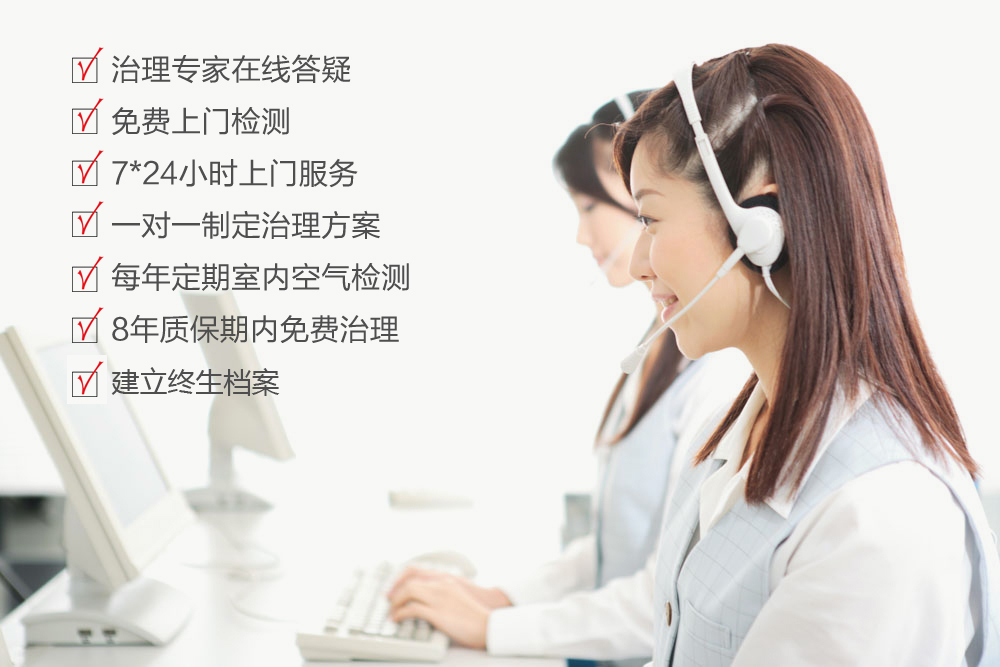 治理专家在线答疑
免费上门检测
7*24小时上门服务
一对一制定治理方案
每年定期室内空气检测
8年质保期内免费治理
建立终生档案